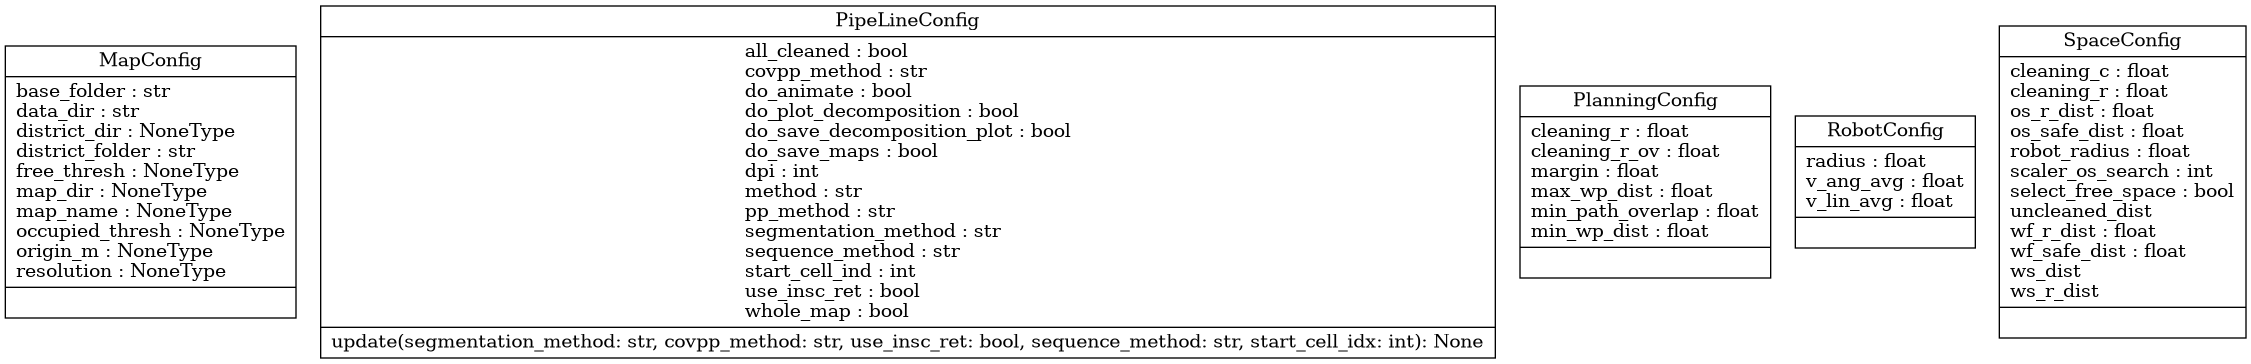 MapConfig
base_folder : str
data_dir : str
district_dir : NoneType
district_folder : str
free_thresh : NoneType
map_dir : NoneType
map_name : NoneType
occupied_thresh : NoneType
origin_m : NoneType
resolution : NoneType
PipeLineConfig
all_cleaned : bool
covpp_method : str
do_animate : bool
do_plot_decomposition : bool
do_save_decomposition_plot : bool
do_save_maps : bool
dpi : int
method : str
pp_method : str
segmentation_method : str
sequence_method : str
start_cell_ind : int
use_insc_ret : bool
whole_map : bool
update(segmentation_method: str, covpp_method: str, use_insc_ret: bool, sequence_method: str, start_cell_idx: int): None
PlanningConfig
cleaning_r : float
cleaning_r_ov : float
margin : float
max_wp_dist : float
min_path_overlap : float
min_wp_dist : float
RobotConfig
radius : float
v_ang_avg : float
v_lin_avg : float
SpaceConfig
cleaning_c : float
cleaning_r : float
os_r_dist : float
os_safe_dist : float
robot_radius : float
scaler_os_search : int
select_free_space : bool
uncleaned_dist
wf_r_dist : float
wf_safe_dist : float
ws_dist
ws_r_dist